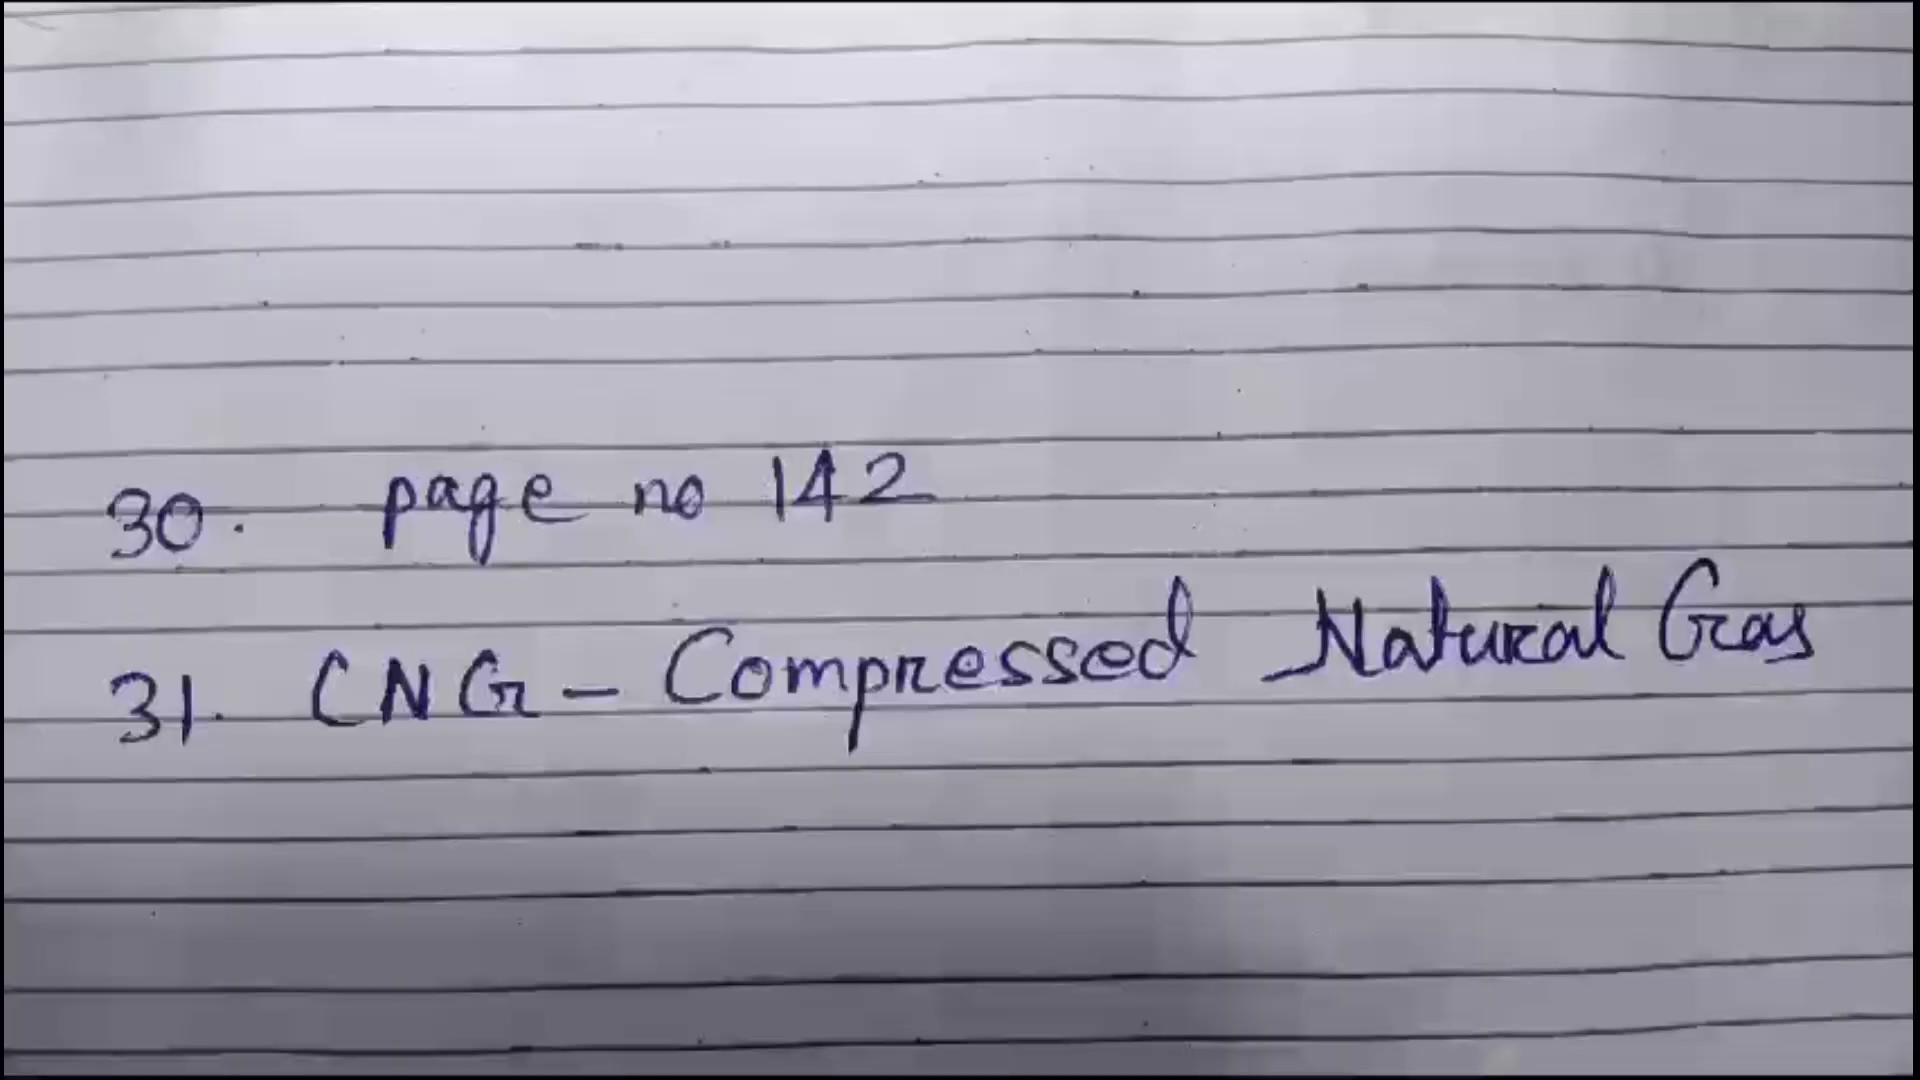 30. page no 142
31. CNG - Compressed Natural Gas